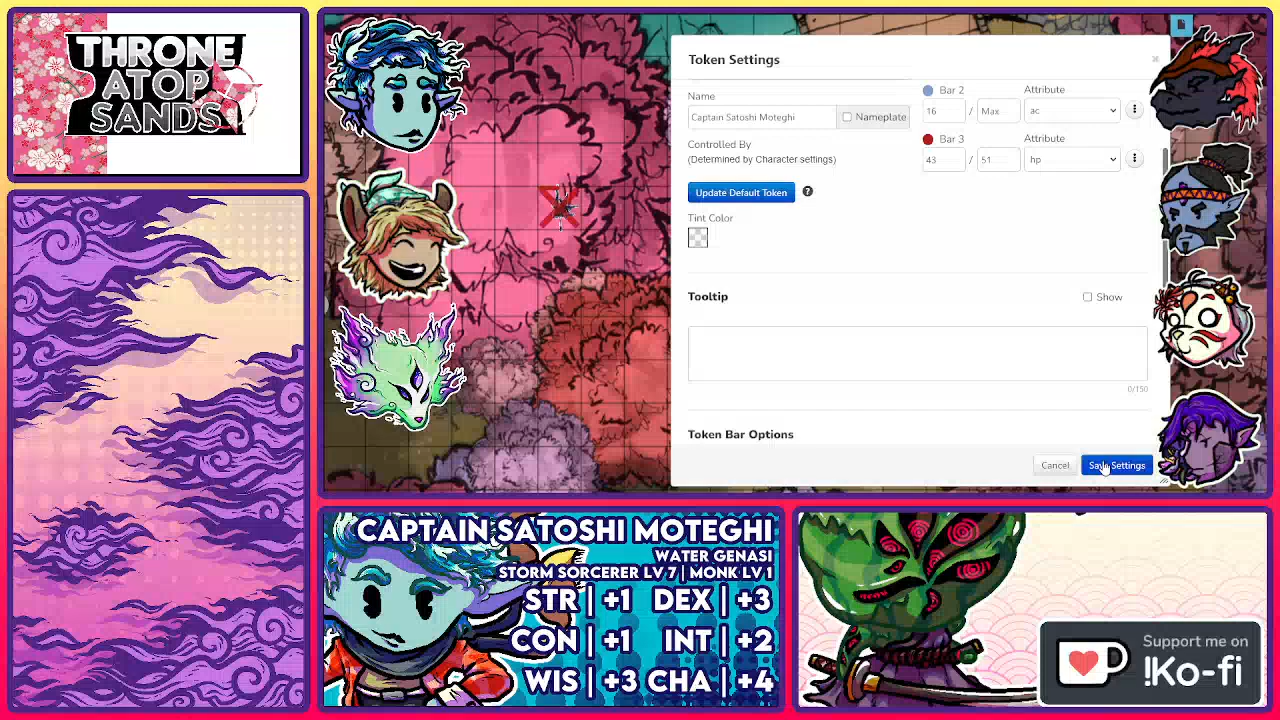 THRONE
ATOP
SANDS
Token Settings
Name
Captain Satoshi Moteghi
Nameplate
Controlled By
(Determined by Character settings)
Update Default Token
?
Tint Color
Bar 2
Attribute
16 / Max
ac
Bar 3
Attribute
43 / 51
hp
Tooltip
Show
0/150
Token Bar Options
Cancel
Save Settings
CAPTAIN SATOSHI MOTEGHI
WATER GENASI
STORM SORCERER LV 7 | MONK LV 1
STR | +1 DEX | +3
CON | +1 INT | +2
WIS | +3 CHA | +4
Support me on
!Ko-fi